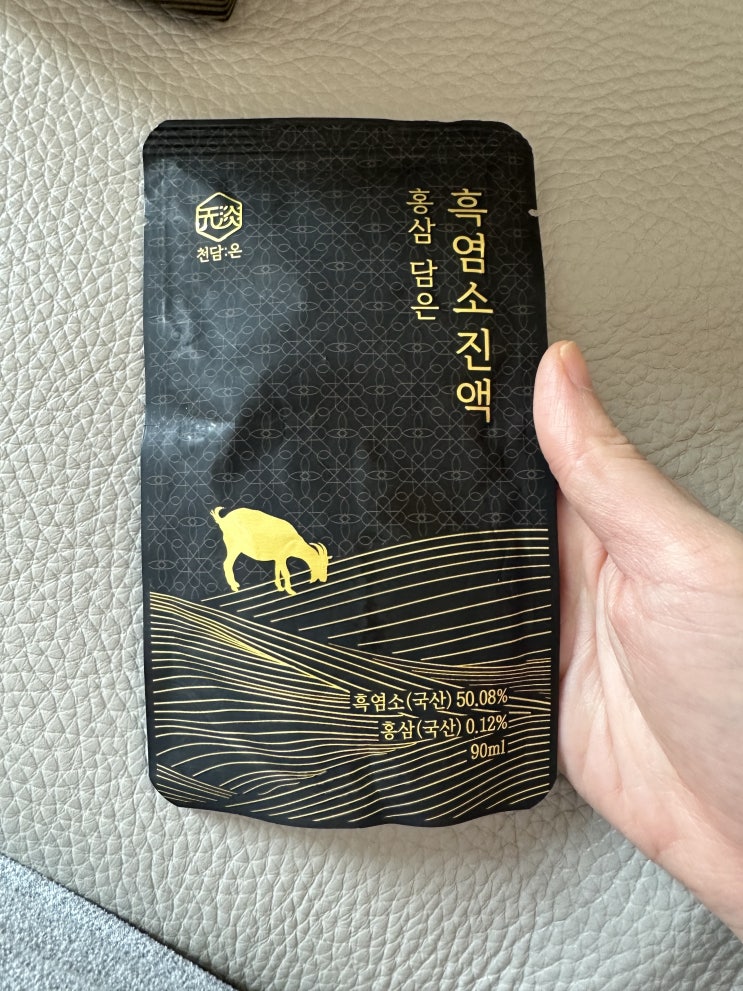 天淡
천담:온
흑염소진액
홍삼 담은
흑염소(국산) 50.08%
홍삼(국산) 0.12%
90ml